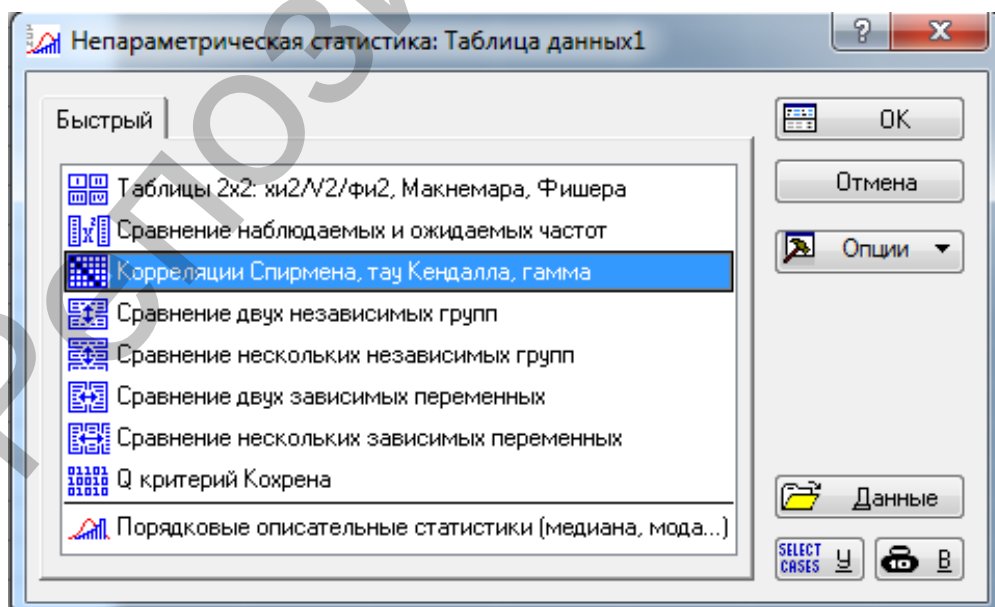 Непараметрическая статистика: Таблица данных1
? x
Быстрый
Таблицы 2x2: хи2/V2/фи2, Макнемара, Фишера
Сравнение наблюдаемых и ожидаемых частот
Корреляции Спирмена, тау Кендалла, гамма
Сравнение двух независимых групп
Сравнение нескольких независимых групп
Сравнение двух зависимых переменных
Сравнение нескольких зависимых переменных
Q критерий Кохрена
Порядковые описательные статистики (медиана, мода...)
OK
Отмена
Опции
Данные
SELECT CASES У
В